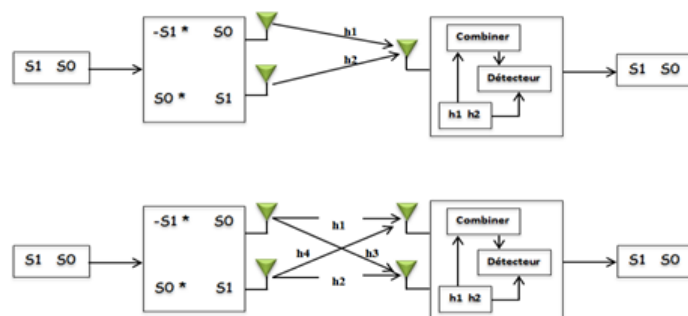 -S1 * S0
h1
Combiner
S1 S0
h2
Détecteur
S1 S0
S0 * S1
h1 h2
-S1 * S0
h1
Combiner
S1 S0
h4 h3
Détecteur
S1 S0
S0 * S1
h2
h1 h2